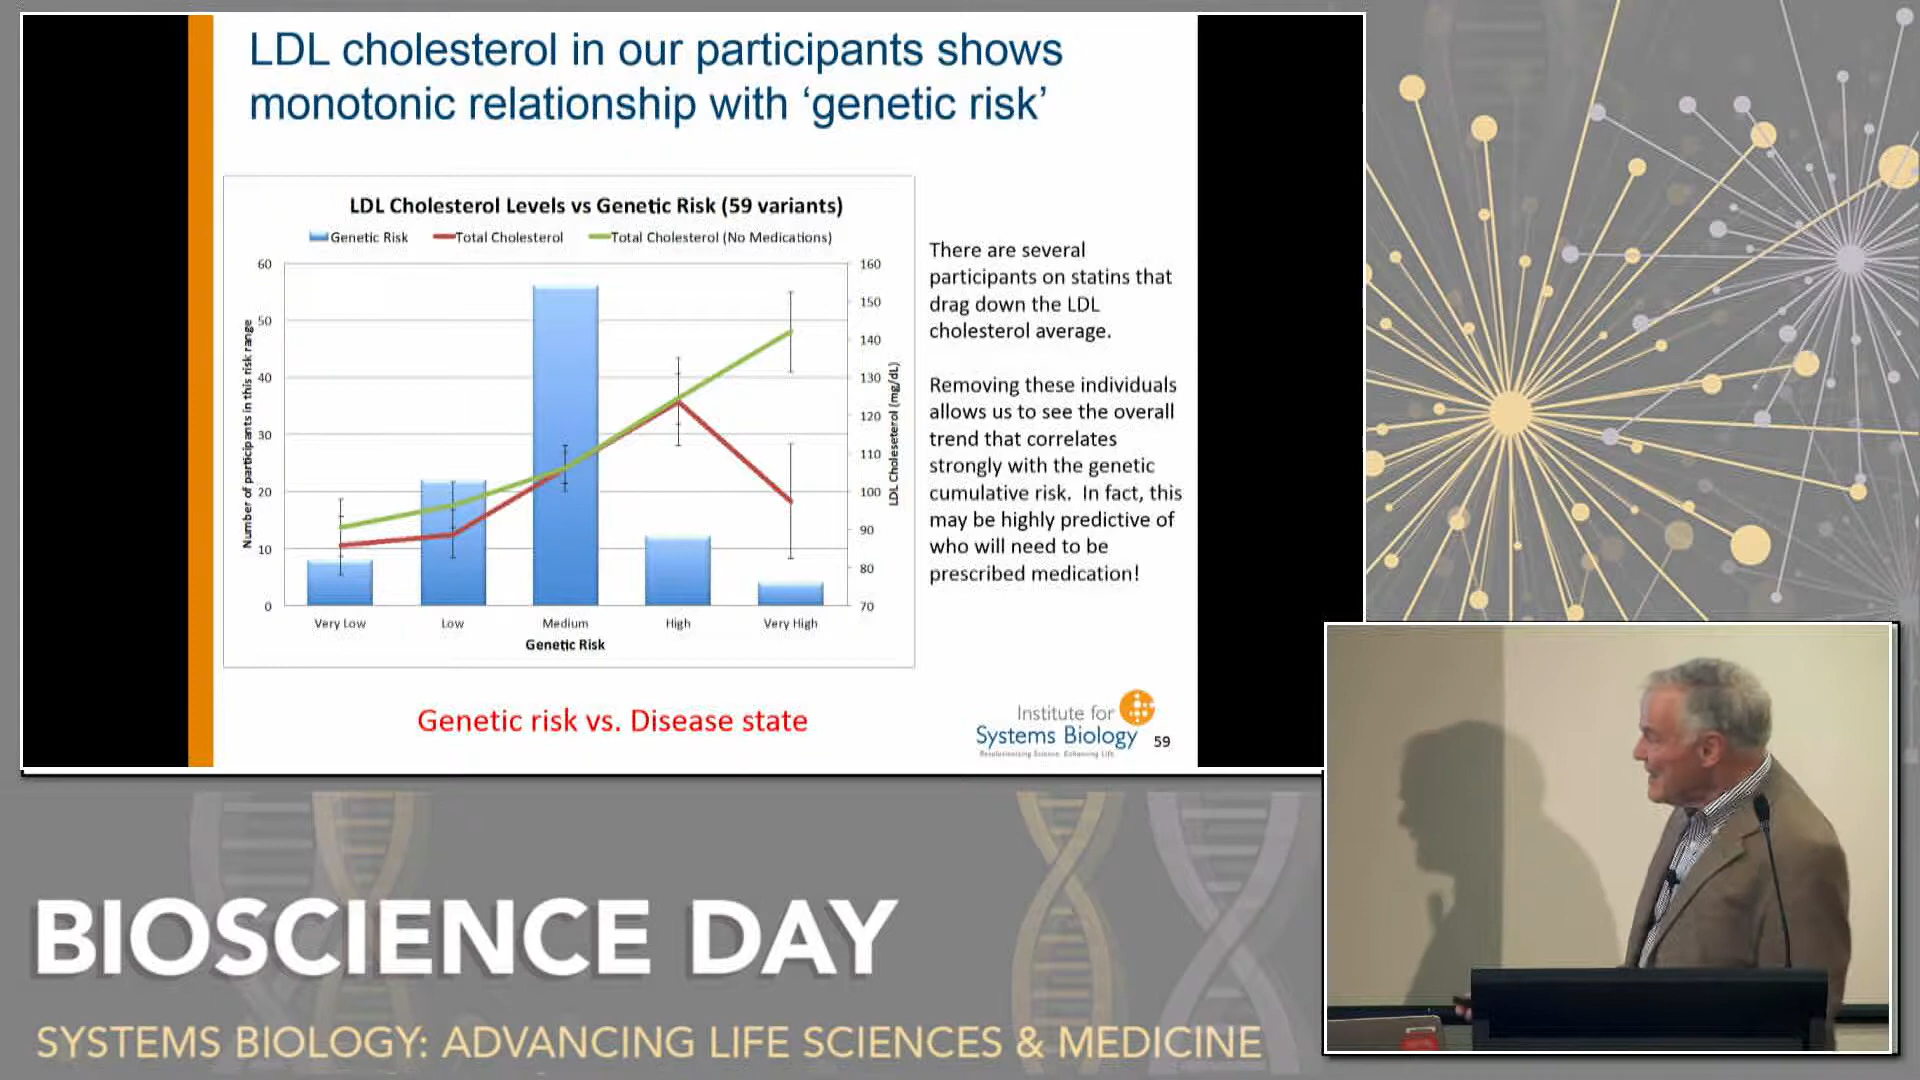 LDL cholesterol in our participants shows
monotonic relationship with ‘genetic risk’
LDL Cholesterol Levels vs Genetic Risk (59 variants)
Genetic Risk
Total Cholesterol
Total Cholesterol (No Medications)
Number of participants in this risk range
60
50
40
30
20
10
0
160
150
140
130
120
110
100
90
80
70
LDL Choleseterol (mg/dL)
Very Low
Low
Medium
High
Very High
Genetic Risk
There are several
participants on statins that
drag down the LDL
cholesterol average.
Removing these individuals
allows us to see the overall
trend that correlates
strongly with the genetic
cumulative risk. In fact, this
may be highly predictive of
who will need to be
prescribed medication!
Genetic risk vs. Disease state
Institute for
Systems Biology
Revolutionizing Science. Enhancing Life.
59
BIOSCIENCE DAY
SYSTEMS BIOLOGY: ADVANCING LIFE SCIENCES & MEDICINE